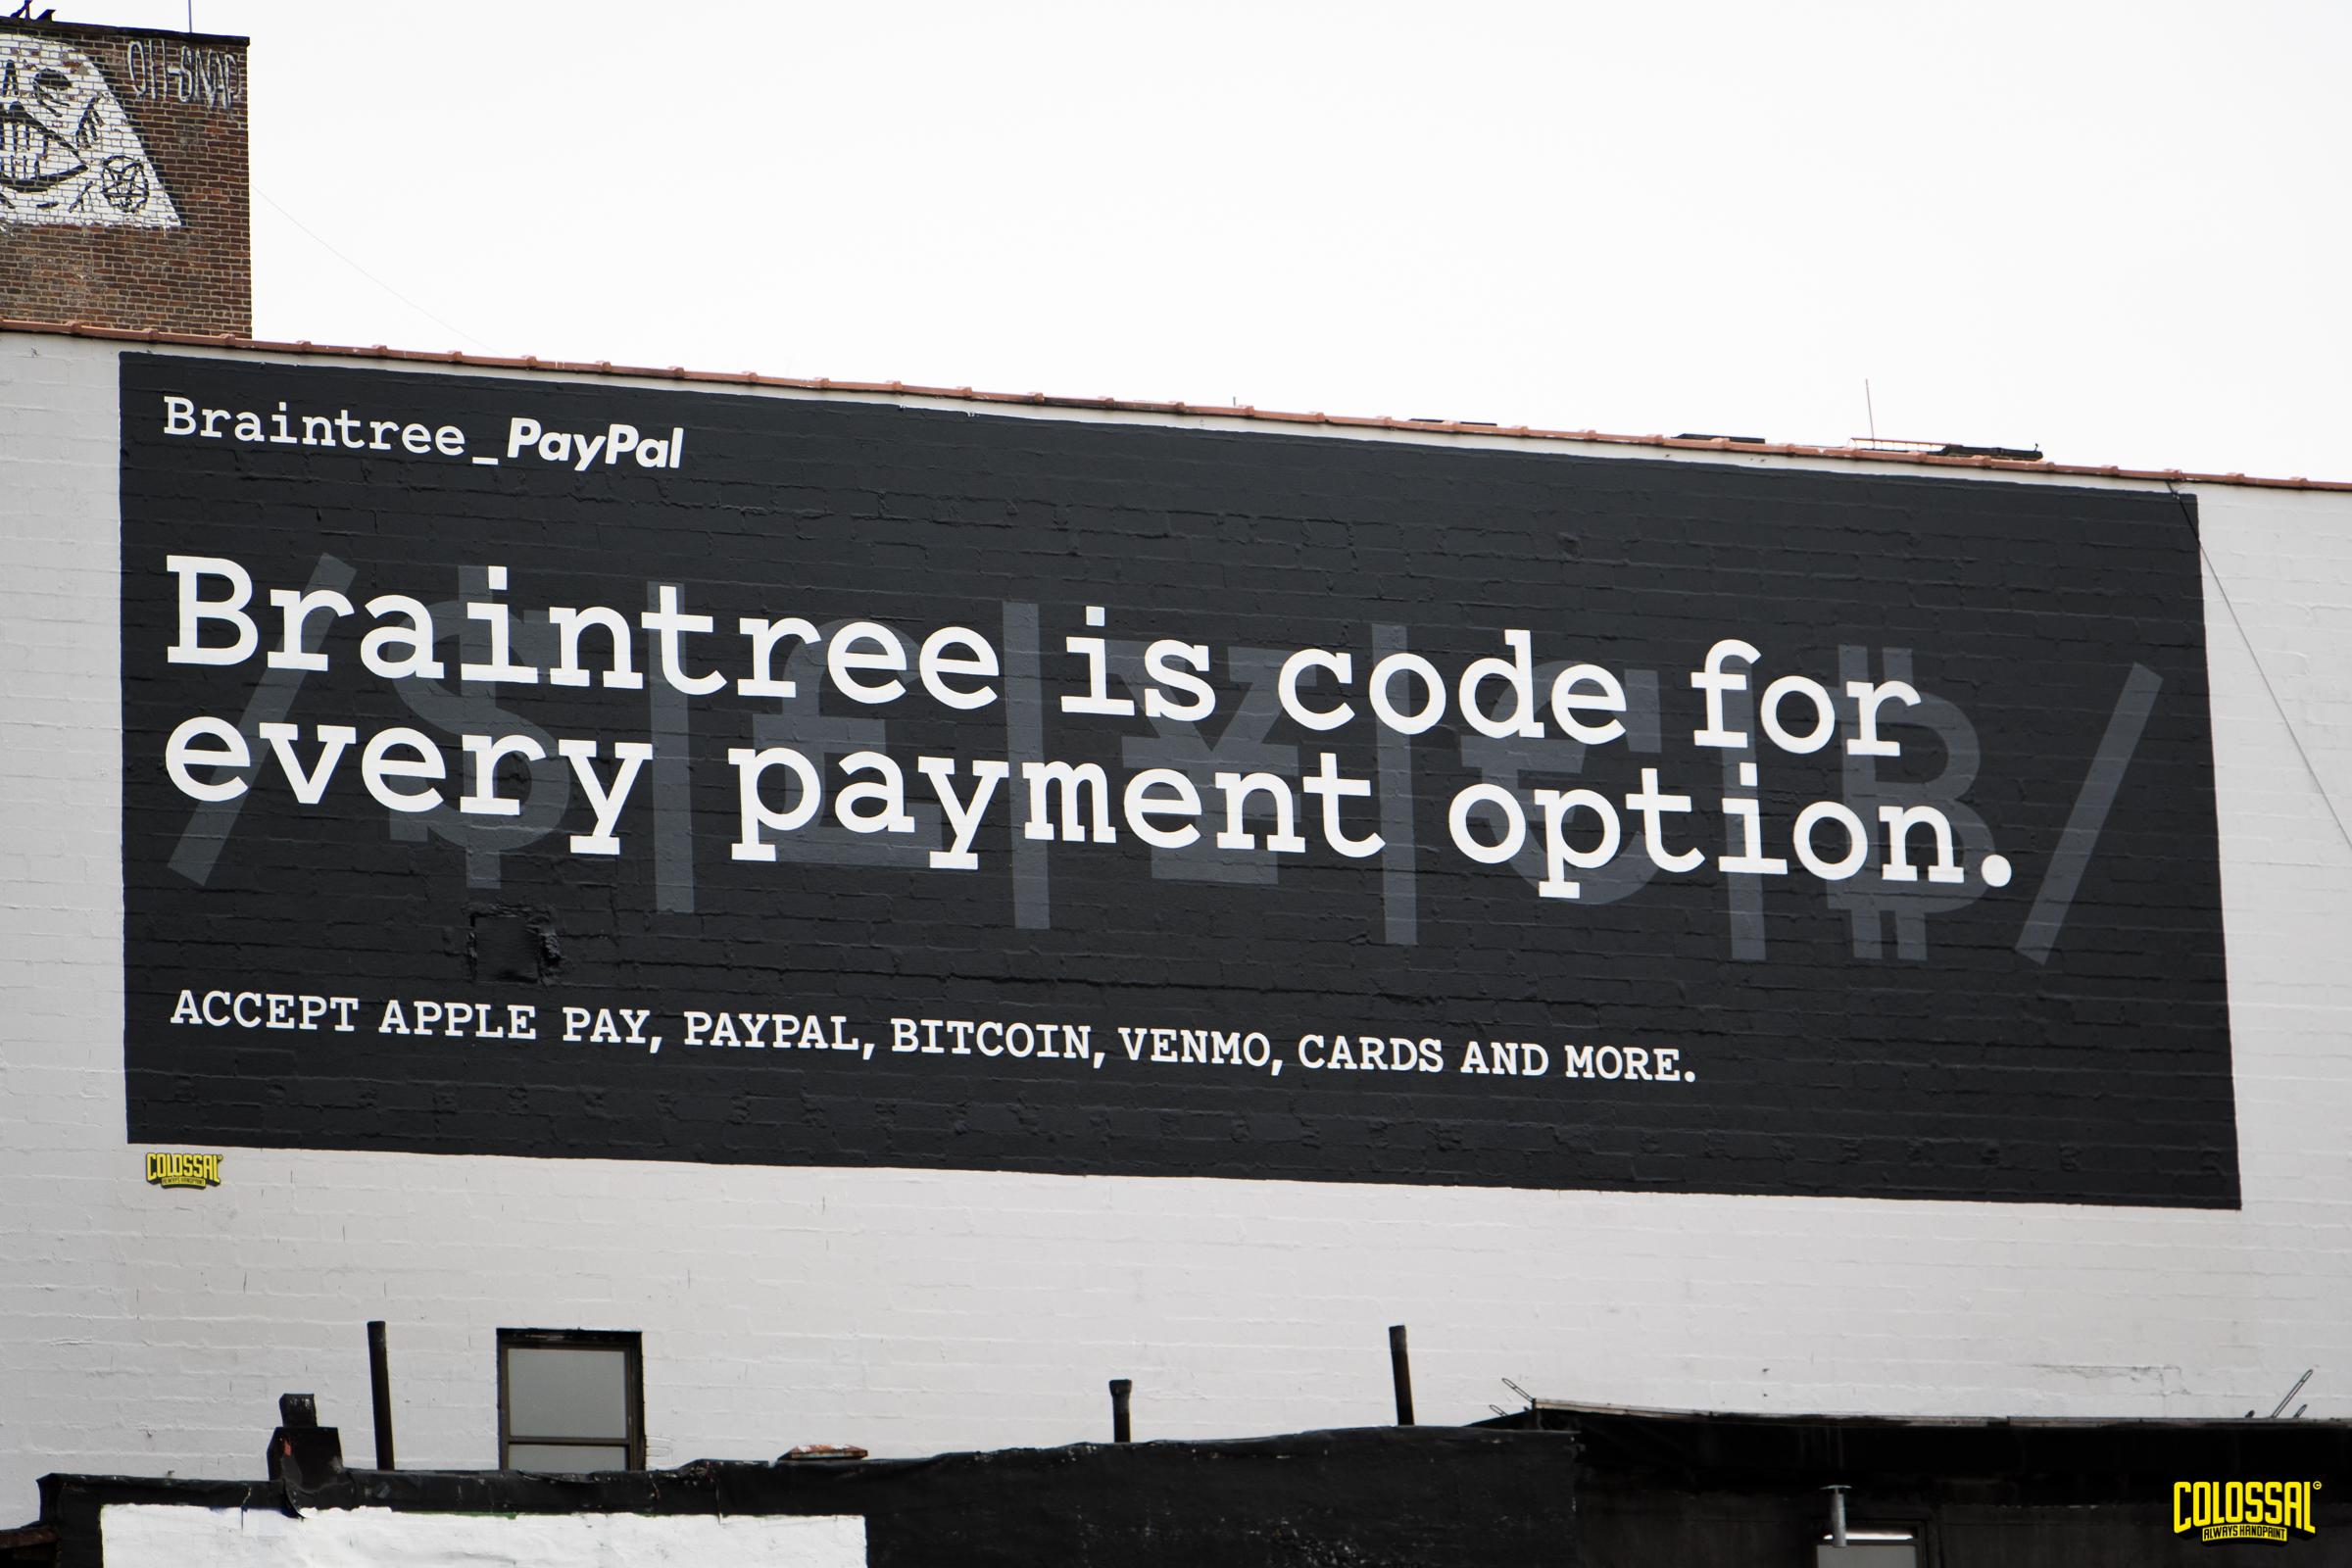 OH-SNAP
Braintree_PayPal
/$|£|¥|€|₿/
Braintree is code for
every payment option.
ACCEPT APPLE PAY, PAYPAL, BITCOIN, VENMO, CARDS AND MORE.
COLOSSAL
ALWAYS HANDPAINT
COLOSSAL©
ALWAYS HANDPAINT